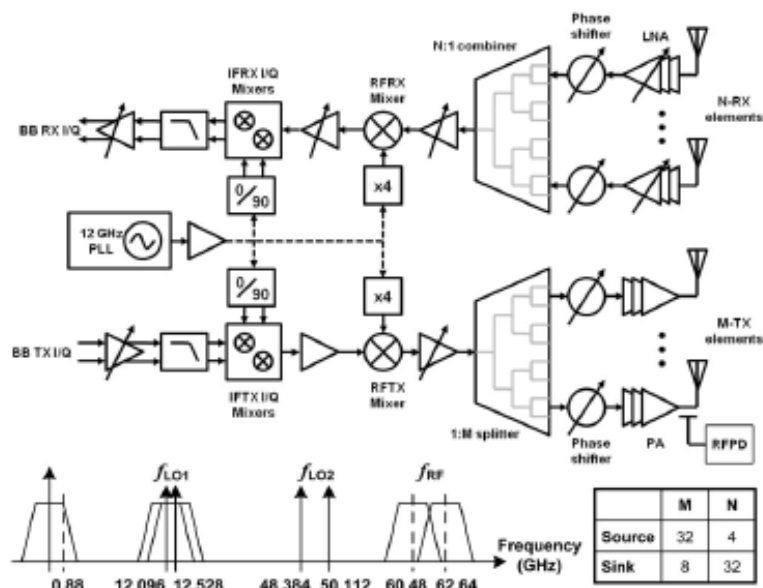 Phase shifter
LNA
N:1 combiner
IFRX I/Q Mixers
RFRX Mixer
BB RX I/Q
N-RX elements
0/90
x4
12 GHz PLL
0/90
x4
BB TX I/Q
M-TX elements
IFTX I/Q Mixers
RFTX Mixer
1:M splitter
Phase shifter
PA
RFPD
fLO1
fLO2
fRF
M N
Source 32 4
Sink 8 32
Frequency (GHz)
0.88 12.096 12.528 48.384 50.112 60.48 62.64